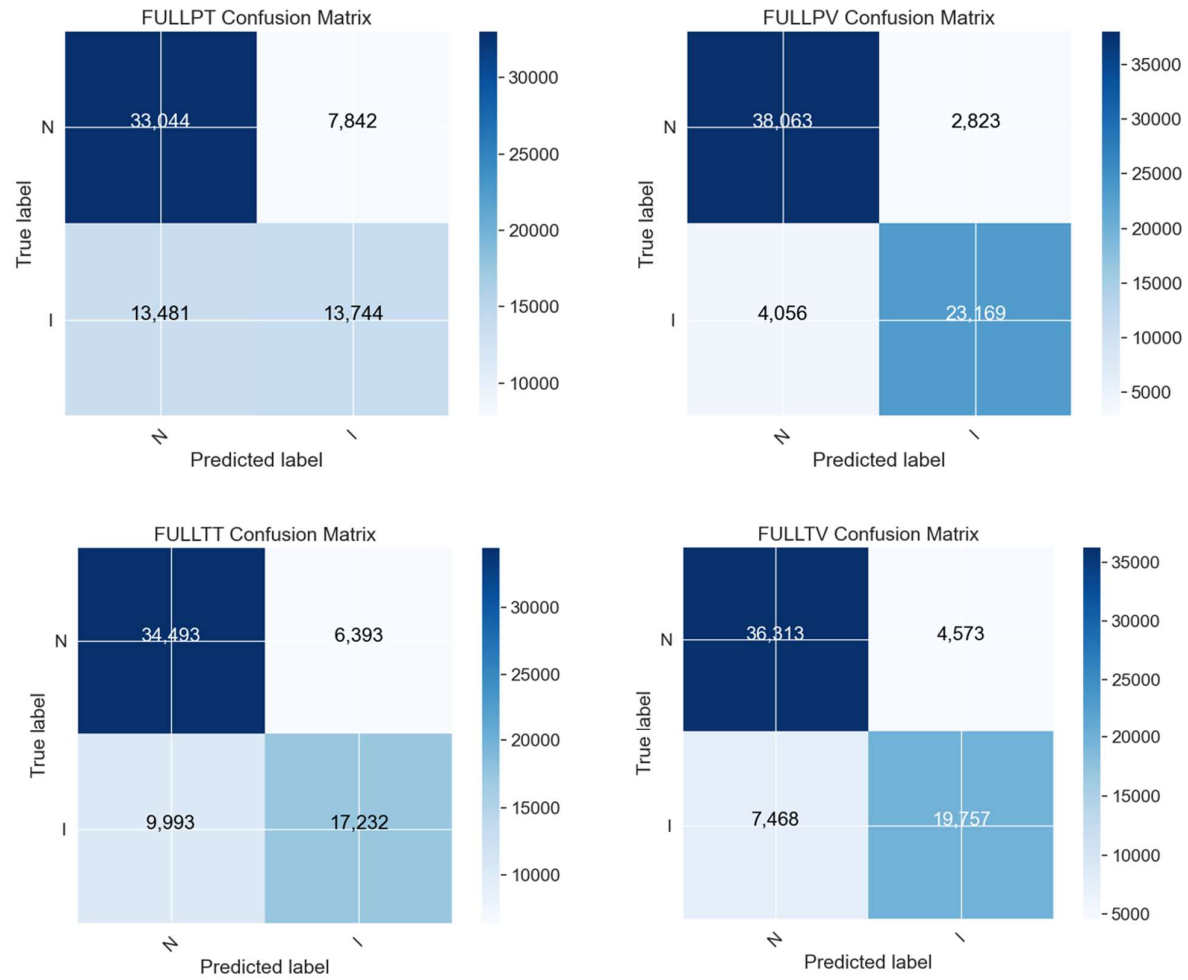 FULLPT Confusion Matrix
33,044
7,842
13,481
13,744
N
I
True label
N
I
Predicted label
30000
25000
20000
15000
10000
FULLPV Confusion Matrix
38,063
2,823
4,056
23,169
N
I
True label
N
I
Predicted label
35000
30000
25000
20000
15000
10000
5000
FULLTT Confusion Matrix
34,493
6,393
9,993
17,232
N
I
True label
N
I
Predicted label
30000
25000
20000
15000
10000
FULLTV Confusion Matrix
36,313
4,573
7,468
19,757
N
I
True label
N
I
Predicted label
35000
30000
25000
20000
15000
10000
5000